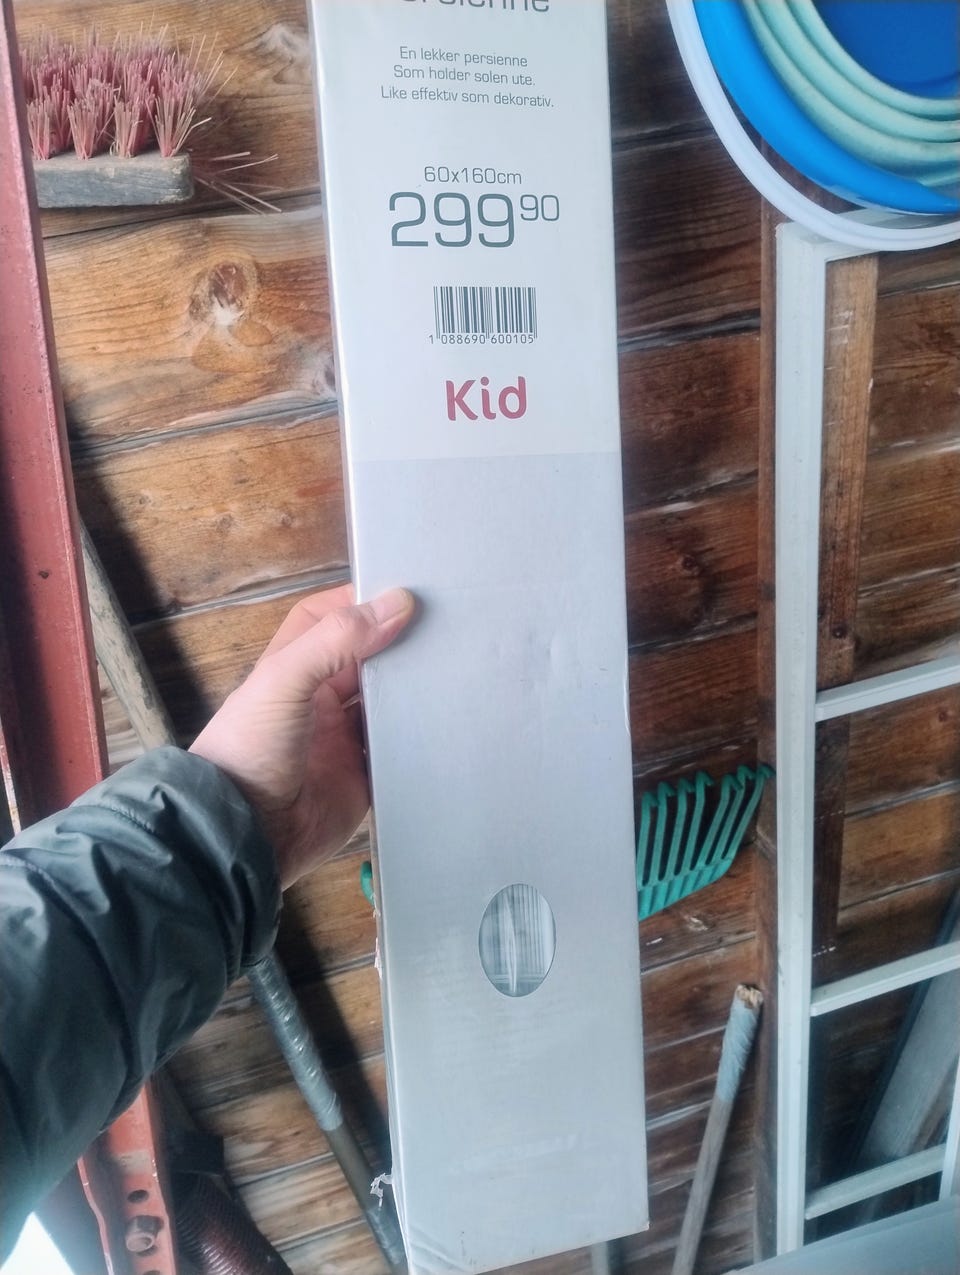 En lekker persienne
Som holder solen ute.
Like effektiv som dekorativ.
60x160cm
299 90
1 088690 600105
Kid